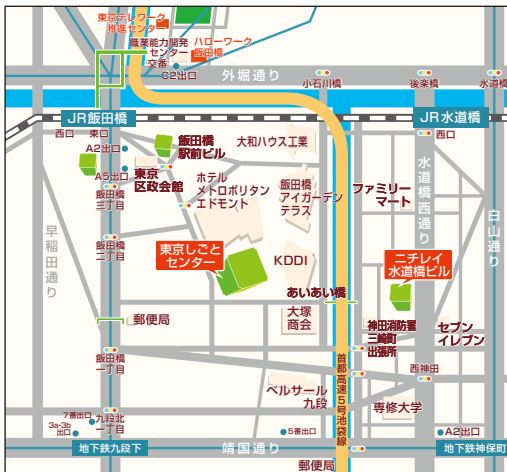 東京テレワーク
推進センター
職業能力開発
センター
ハローワーク
飯田橋
交番
C2出口
外堀通り
小石川橋
後楽橋
水道橋
JR飯田橋
JR水道橋
西口
東口
A2出口
飯田橋
駅前ビル
大和ハウス工業
西口
A5出口
東京
区政会館
ホテル
メトロポリタン
エドモント
飯田橋
アイガーデン
テラス
ファミリー
マート
水道橋西通り
白山通り
飯田橋
三丁目
早稲田通り
飯田橋
二丁目
東京しごと
センター
KDDI
ニチレイ
水道橋ビル
あいあい橋
郵便局
大塚
商会
神田消防署
三崎町
出張所
セブン
イレブン
飯田橋
一丁目
首都高速5号池袋線
西神田
ベルサール
九段
専修大学
7番出口
3a・3b
出口
九段北
一丁目
5番出口
A2出口
地下鉄九段下
靖国通り
地下鉄神保町
郵便局